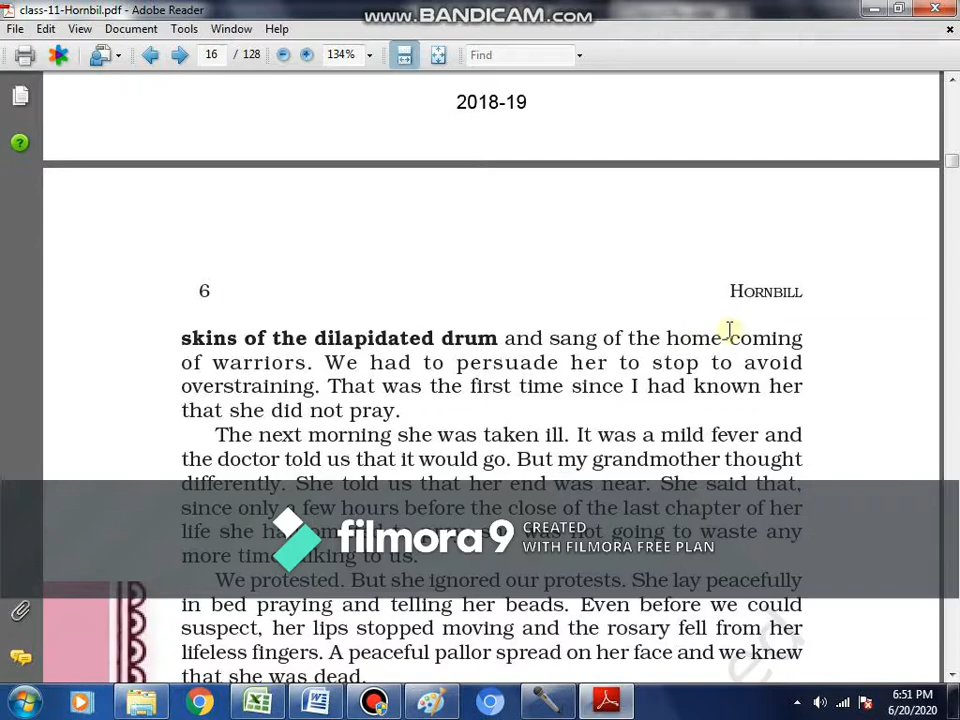 class-11-Hornbil.pdf - Adobe Reader
www.BANDICAM.com
File Edit View Document Tools Window Help
16 / 128 134% Find
2018-19
6 HORNBILL
skins of the dilapidated drum and sang of the home-coming
of warriors. We had to persuade her to stop to avoid
overstraining. That was the first time since I had known her
that she did not pray.
The next morning she was taken ill. It was a mild fever and
the doctor told us that it would go. But my grandmother thought
differently. She told us that her end was near. She said that,
since only a few hours before the close of the last chapter of her
life she had omitted to pray, she was not going to waste any
more time talking to us.
filmora9 CREATED
WITH FILMORA FREE PLAN
We protested. But she ignored our protests. She lay peacefully
in bed praying and telling her beads. Even before we could
suspect, her lips stopped moving and the rosary fell from her
lifeless fingers. A peaceful pallor spread on her face and we knew
that she was dead.
6:51 PM
6/20/2020